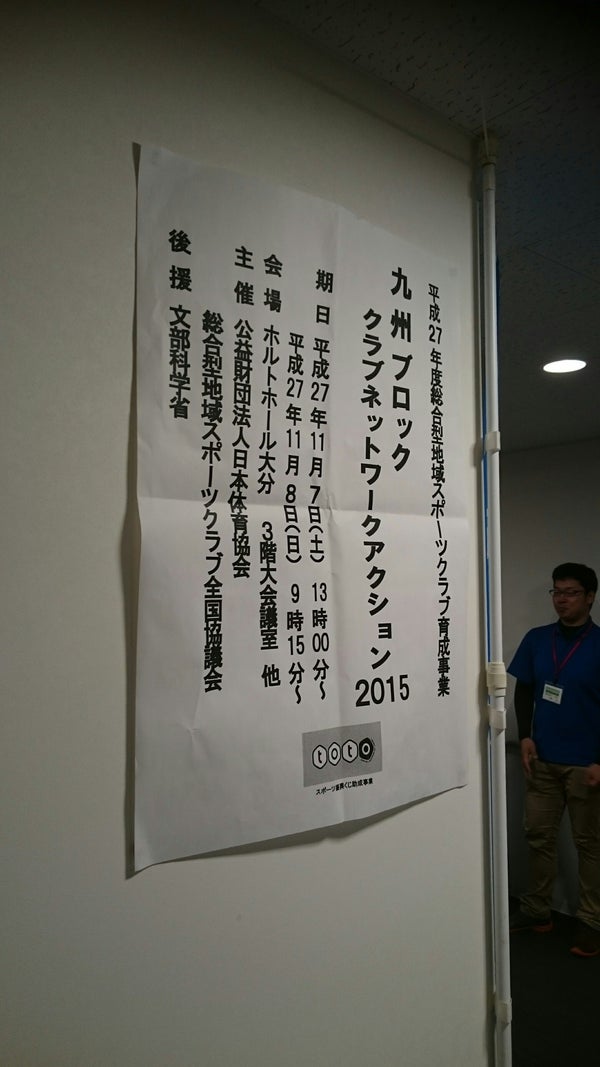 平成27年度総合型地域スポーツクラブ育成事業
九州ブロック
クラブネットワークアクション2015
期日 平成27年11月7日(土) 13時00分～
平成27年11月8日(日) 9時15分～
会場 ホルトホール大分 3階大会議室 他
主催 公益財団法人日本体育協会
総合型地域スポーツクラブ全国協議会
後援 文部科学省
toto
スポーツ振興くじ助成事業